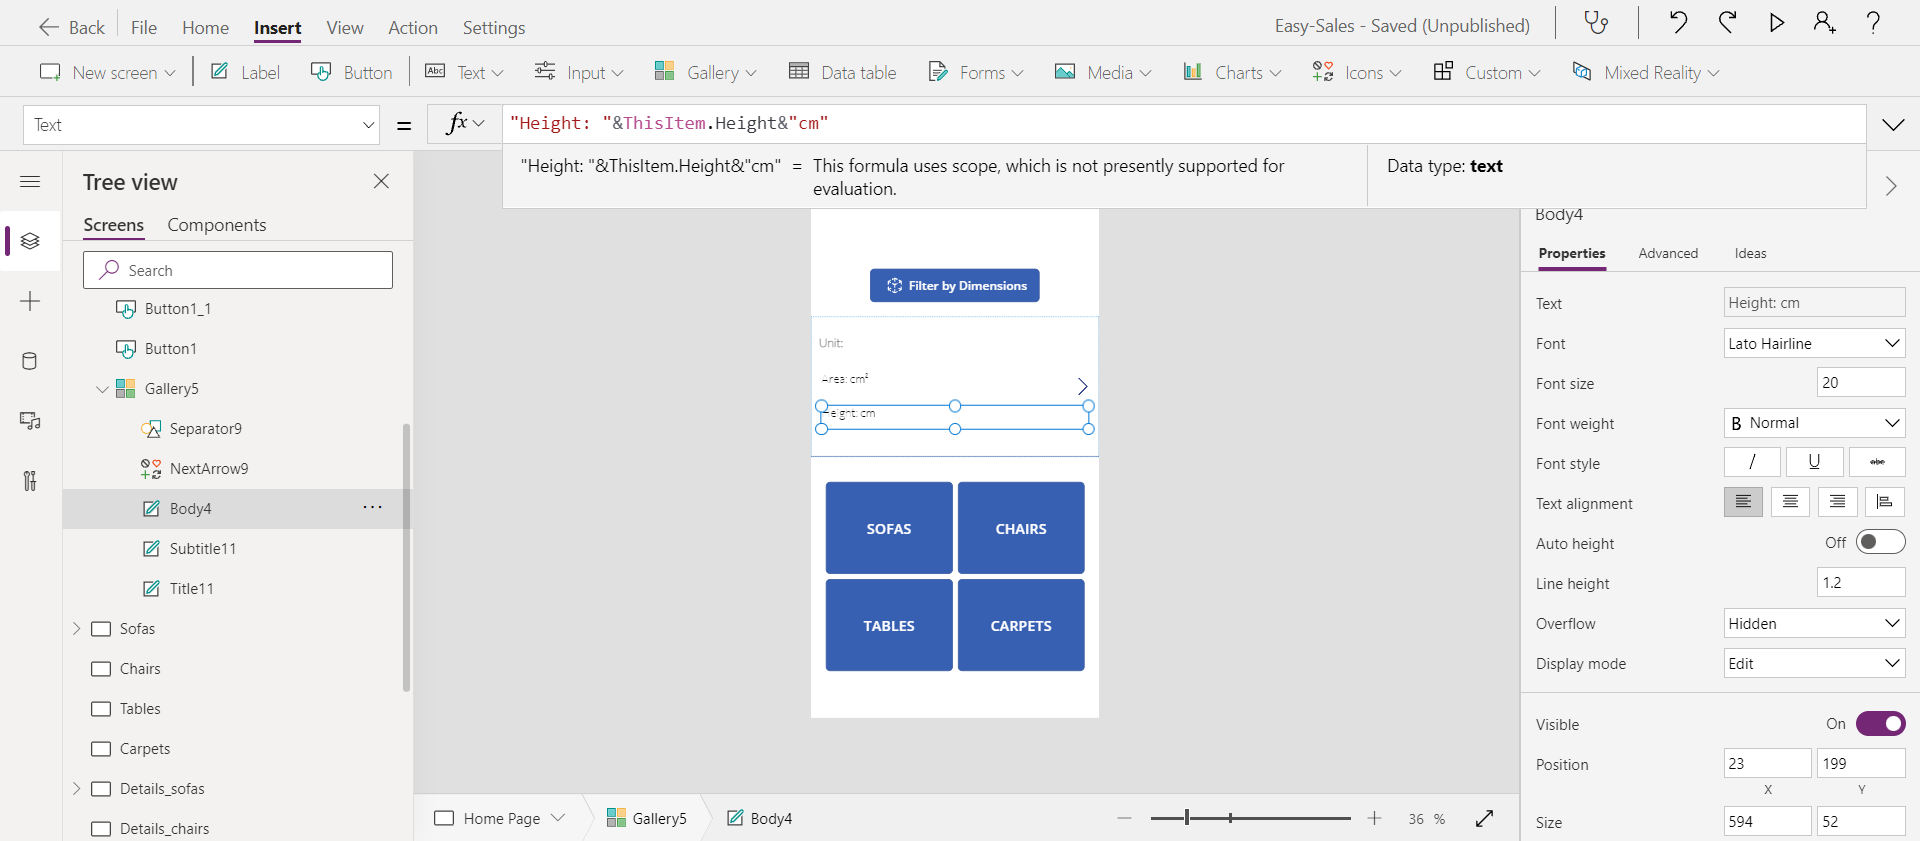 Back File Home Insert View Action Settings Easy-Sales - Saved (Unpublished)
New screen Label Button Abc Text Input Gallery Data table Forms Media Charts Icons Custom Mixed Reality
Text = fx "Height: "&ThisItem.Height&"cm"
"Height: "&ThisItem.Height&"cm" = This formula uses scope, which is not presently supported for
evaluation.
Data type: text
Tree view
Screens Components
Search
Button1_1
Button1
Gallery5
Separator9
NextArrow9
Body4 ...
Subtitle11
Title11
Sofas
Chairs
Tables
Carpets
Details_sofas
Details_chairs
Filter by Dimensions
Unit:
Area: cm²
Height: cm
SOFAS CHAIRS
TABLES CARPETS
Home Page Gallery5 Body4 36 %
Body4
Properties Advanced Ideas
Text Height: cm
Font Lato Hairline
Font size 20
Font weight B Normal
Font style / U abc
Text alignment
Auto height Off
Line height 1.2
Overflow Hidden
Display mode Edit
Visible On
Position 23 199
X Y
Size 594 52